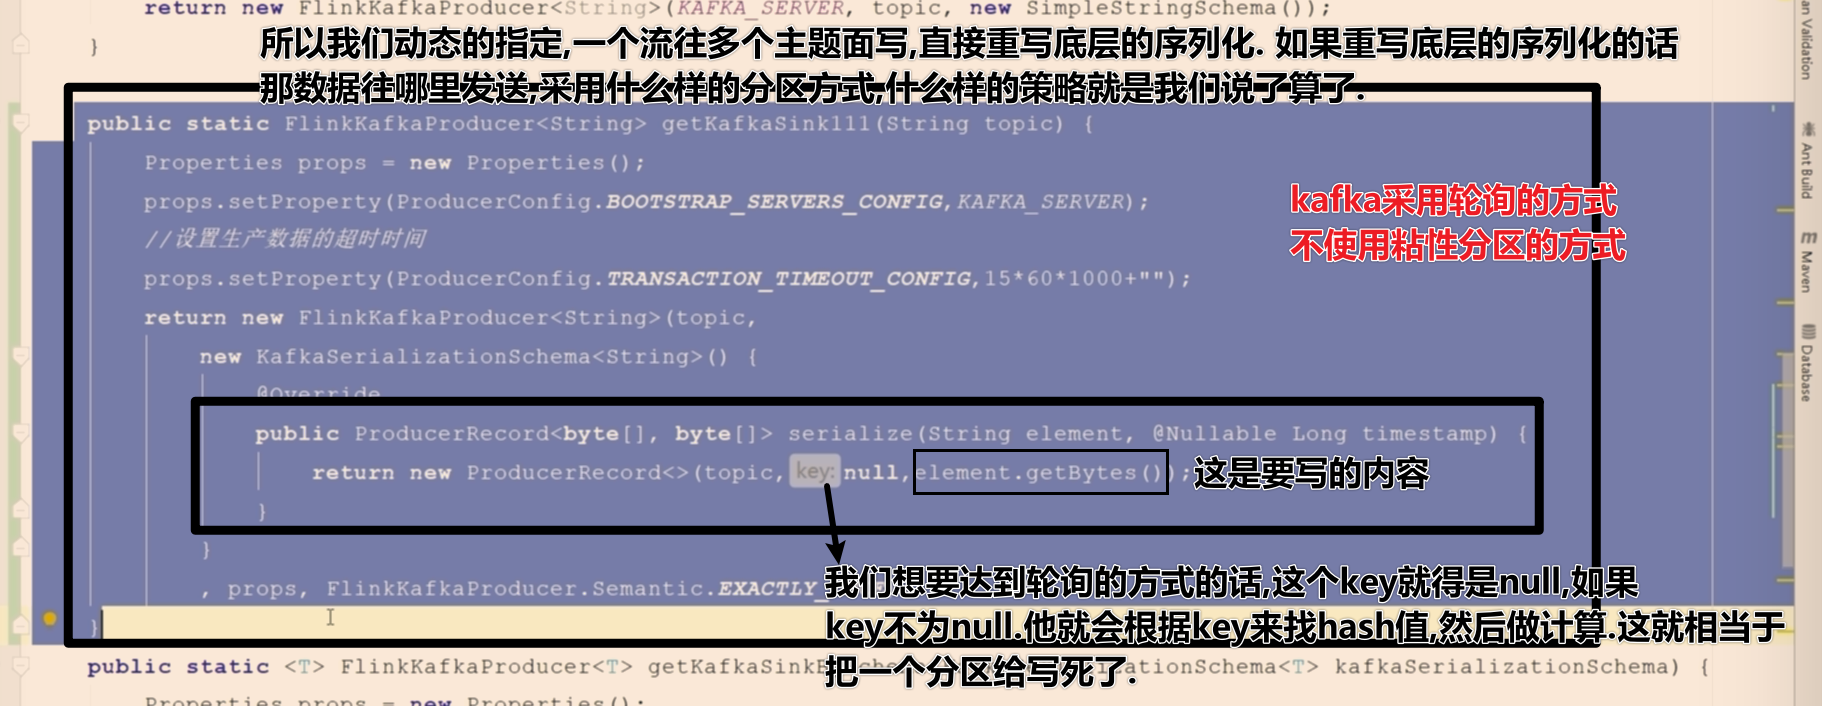 return new FlinkKafkaProducer<String>(KAFKA_SERVER, topic, new SimpleStringSchema());
}
所以我们动态的指定,一个流往多个主题面写,直接重写底层的序列化. 如果重写底层的序列化的话
那数据往哪里发送,采用什么样的分区方式,什么样的策略就是我们说了算了.
public static FlinkKafkaProducer<String> getKafkaSink111(String topic) {
Properties props = new Properties();
props.setProperty(ProducerConfig.BOOTSTRAP_SERVERS_CONFIG,KAFKA_SERVER);
kafka采用轮询的方式
//设置生产数据的超时时间
不使用粘性分区的方式
props.setProperty(ProducerConfig.TRANSACTION_TIMEOUT_CONFIG,15*60*1000+"");
return new FlinkKafkaProducer<String>(topic,
new KafkaSerializationSchema<String>() {
@Override
public ProducerRecord<byte[], byte[]> serialize(String element, @Nullable Long timestamp) {
return new ProducerRecord<>(topic, key: null,element.getBytes()); 这是要写的内容
}
}
, props, FlinkKafkaProducer.Semantic.EXACTLY_
我们想要达到轮询的方式的话,这个key就得是null,如果
key不为null.他就会根据key来找hash值,然后做计算.这就相当于
把一个分区给写死了.
}
public static <T> FlinkKafkaProducer<T> getKafkaSink izationSchema<T> kafkaSerializationSchema) {
Properties props = new Properties();
an Validation
Ant Build
Maven
Database